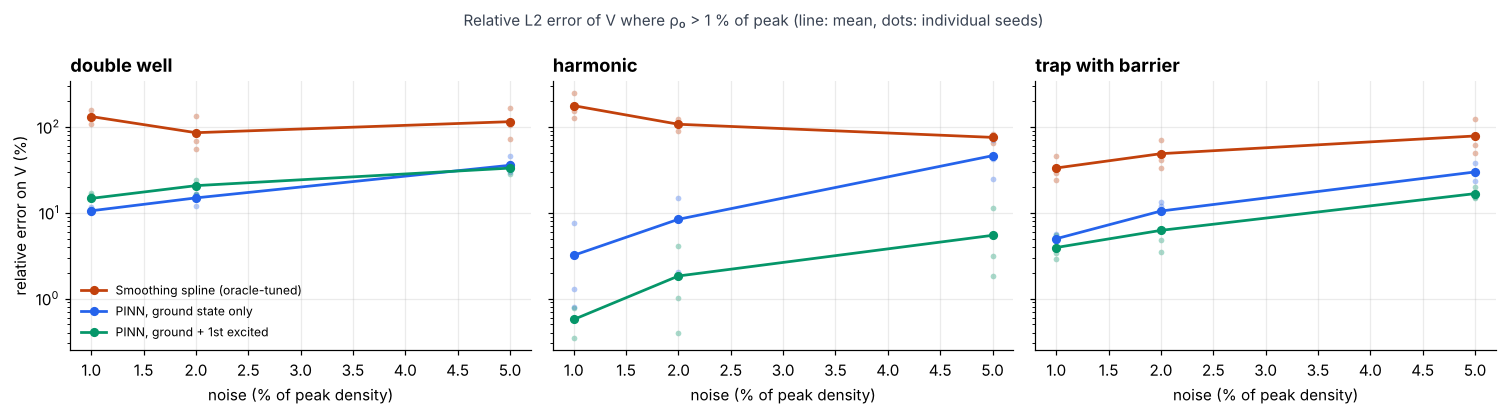 Relative L2 error of V where ρ₀ > 1 % of peak (line: mean, dots: individual seeds)
double well
harmonic
trap with barrier
relative error on V (%)
10²
10¹
10⁰
Smoothing spline (oracle-tuned)
PINN, ground state only
PINN, ground + 1st excited
1.0 1.5 2.0 2.5 3.0 3.5 4.0 4.5 5.0
1.0 1.5 2.0 2.5 3.0 3.5 4.0 4.5 5.0
1.0 1.5 2.0 2.5 3.0 3.5 4.0 4.5 5.0
noise (% of peak density)
noise (% of peak density)
noise (% of peak density)